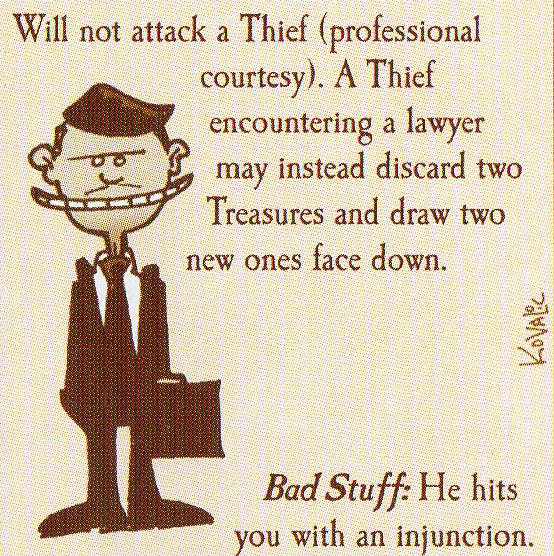 Will not attack a Thief (professional
courtesy). A Thief
encountering a lawyer
may instead discard two
Treasures and draw two
new ones face down.
KOVALIC
Bad Stuff: He hits
you with an injunction.